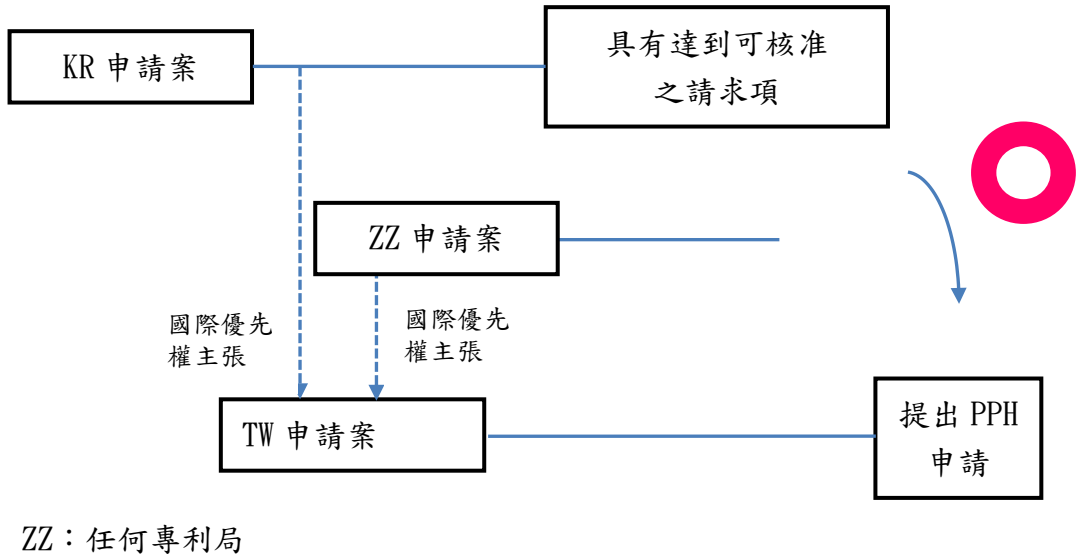 KR 申請案
具有達到可核准
之請求項
ZZ 申請案
國際優先
權主張
國際優先
權主張
TW 申請案
提出 PPH
申請
ZZ：任何專利局